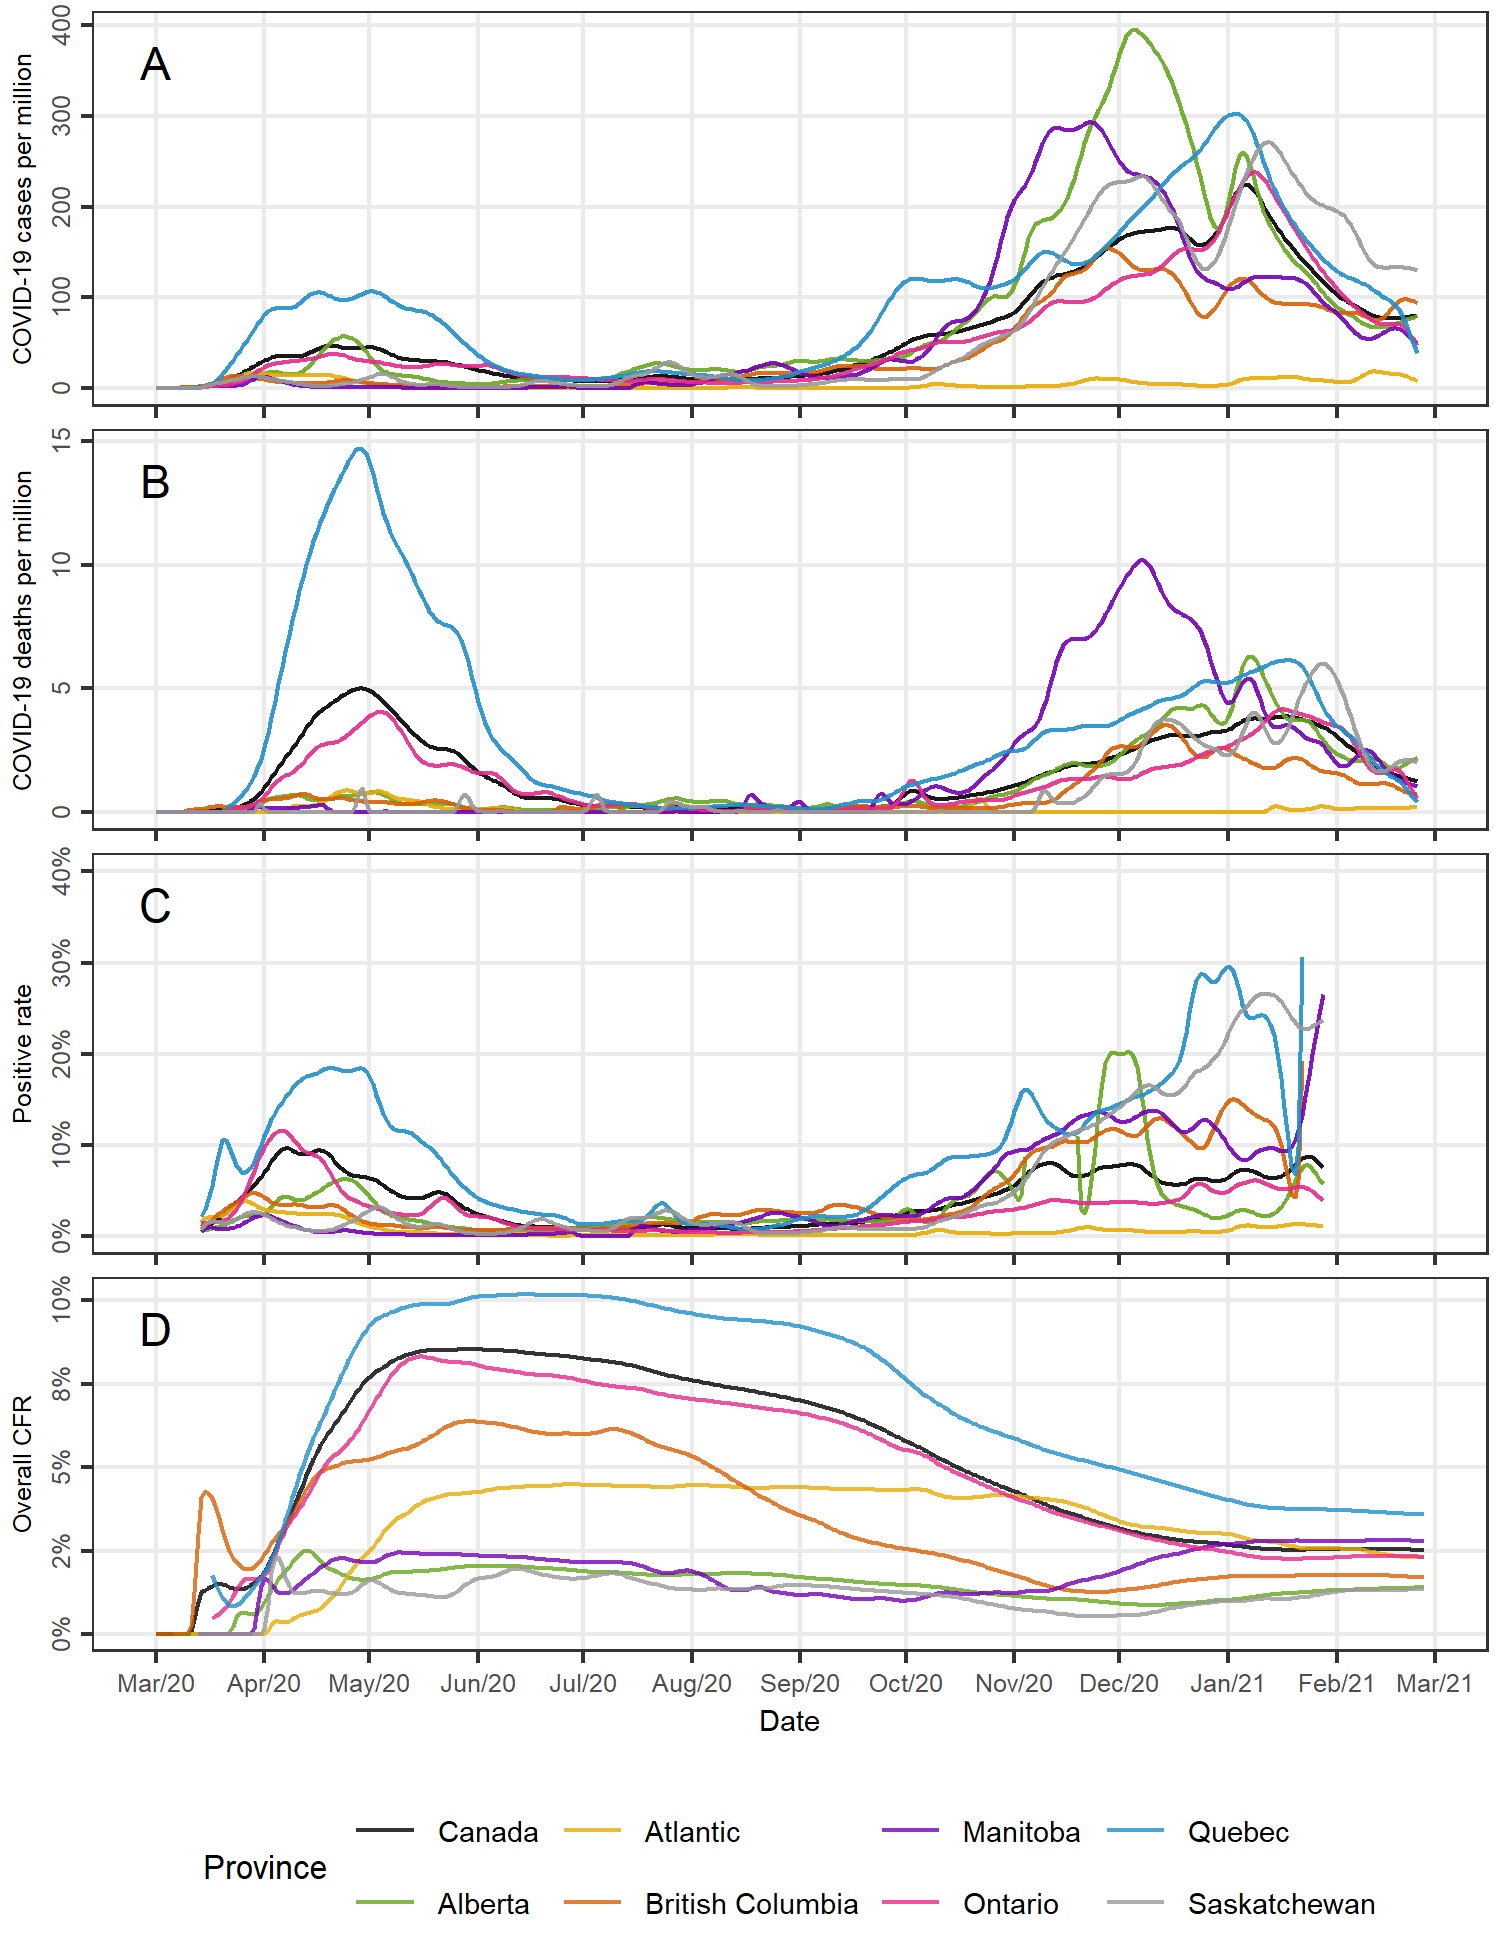 A
COVID-19 cases per million
400
300
200
100
0
B
COVID-19 deaths per million
15
10
5
0
C
Positive rate
40%
30%
20%
10%
0%
D
Overall CFR
10%
8%
5%
2%
0%
Mar/20 Apr/20 May/20 Jun/20 Jul/20 Aug/20 Sep/20 Oct/20 Nov/20 Dec/20 Jan/21 Feb/21 Mar/21
Date
Province
Canada Atlantic Manitoba Quebec
Alberta British Columbia Ontario Saskatchewan